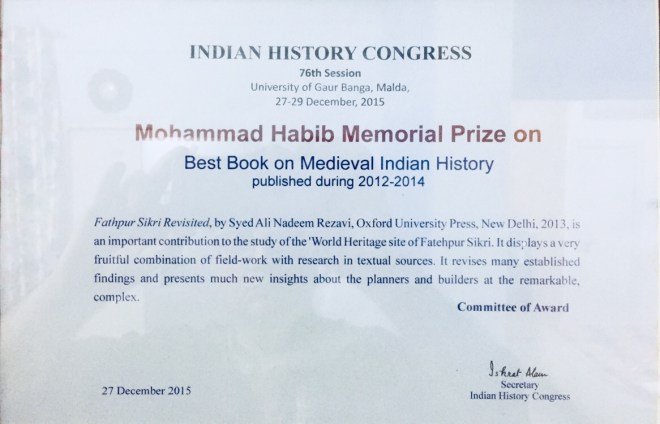 INDIAN HISTORY CONGRESS
76th Session
University of Gaur Banga, Malda,
27-29 December, 2015
Mohammad Habib Memorial Prize on
Best Book on Medieval Indian History
published during 2012-2014
Fathpur Sikri Revisited, by Syed Ali Nadeem Rezavi, Oxford University Press, New Delhi, 2013, is
an important contribution to the study of the 'World Heritage site of Fatehpur Sikri. It displays a very
fruitful combination of field-work with research in textual sources. It revises many established
findings and presents much new insights about the planners and builders at the remarkable,
complex.
Committee of Award
Ishrat Alam
27 December 2015
Secretary
Indian History Congress